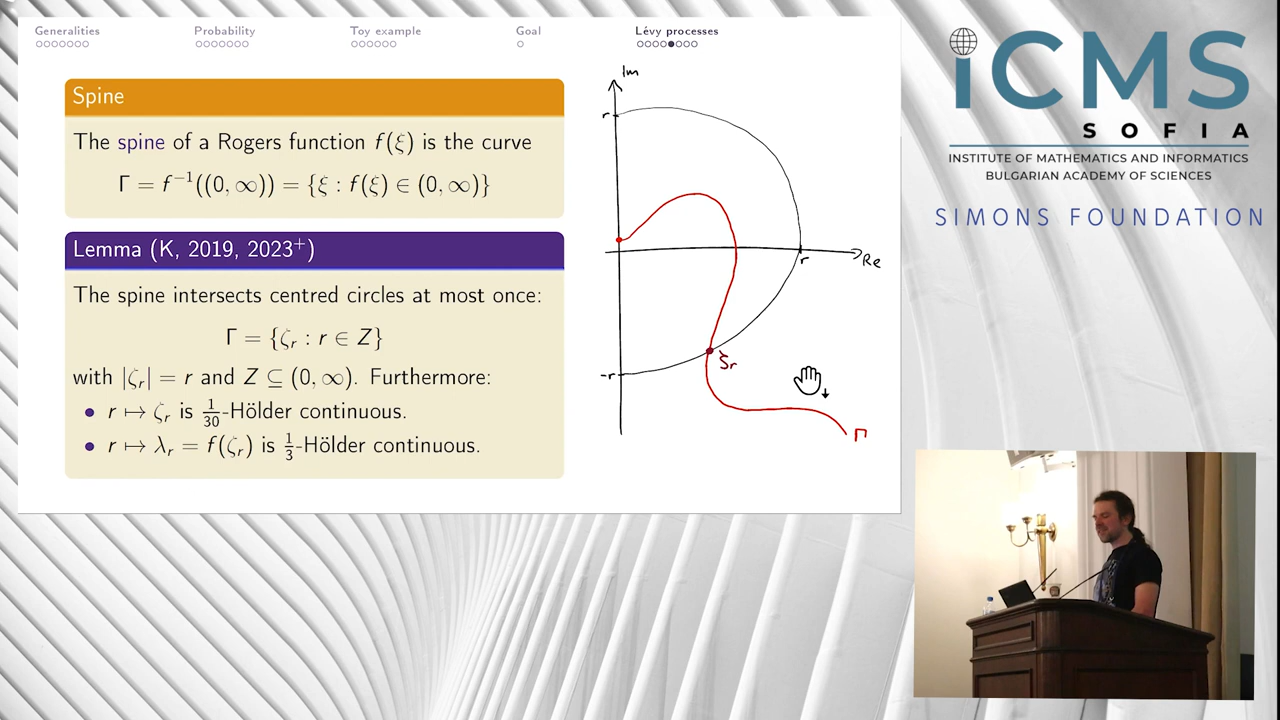 Generalities
Probability
Toy example
Goal
Lévy processes
Spine
The spine of a Rogers function f(ξ) is the curve
Γ = f⁻¹((0, ∞)) = {ξ : f(ξ) ∈ (0, ∞)}
Lemma (K, 2019, 2023⁺)
The spine intersects centred circles at most once:
Γ = {ζᵣ : r ∈ Z}
with |ζᵣ| = r and Z ⊆ (0, ∞). Furthermore:
• r ↦ ζᵣ is 1/30-Hölder continuous.
• r ↦ λᵣ = f(ζᵣ) is 1/3-Hölder continuous.
Im
r
r
Re
ζr
-r
Γ
iCMS
SOFIA
INSTITUTE OF MATHEMATICS AND INFORMATICS
BULGARIAN ACADEMY OF SCIENCES
SIMONS FOUNDATION